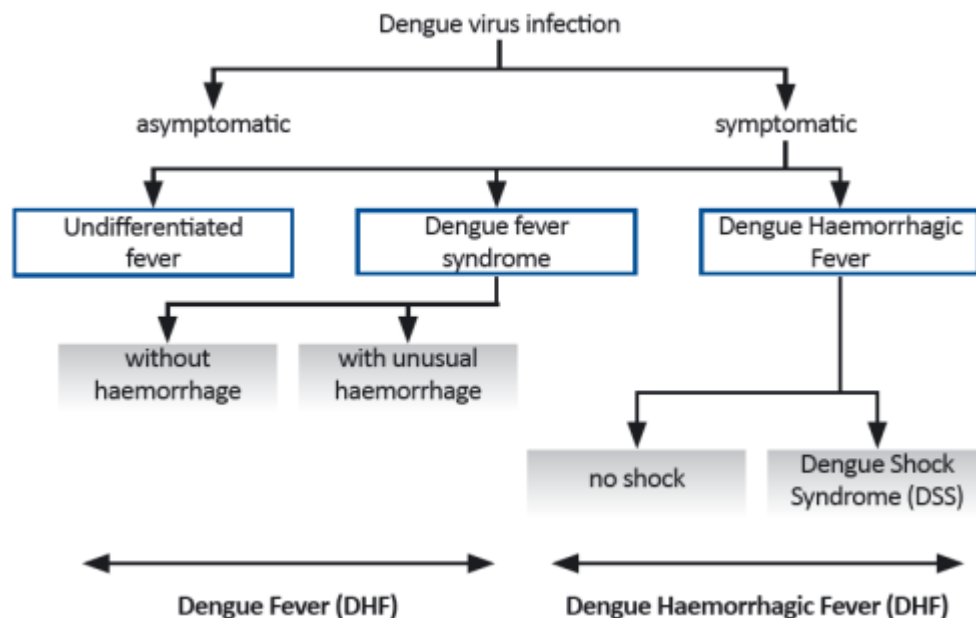 Dengue virus infection
asymptomatic
symptomatic
Undifferentiated
fever
Dengue fever
syndrome
Dengue Haemorrhagic
Fever
without
haemorrhage
with unusual
haemorrhage
no shock
Dengue Shock
Syndrome (DSS)
Dengue Fever (DHF)
Dengue Haemorrhagic Fever (DHF)